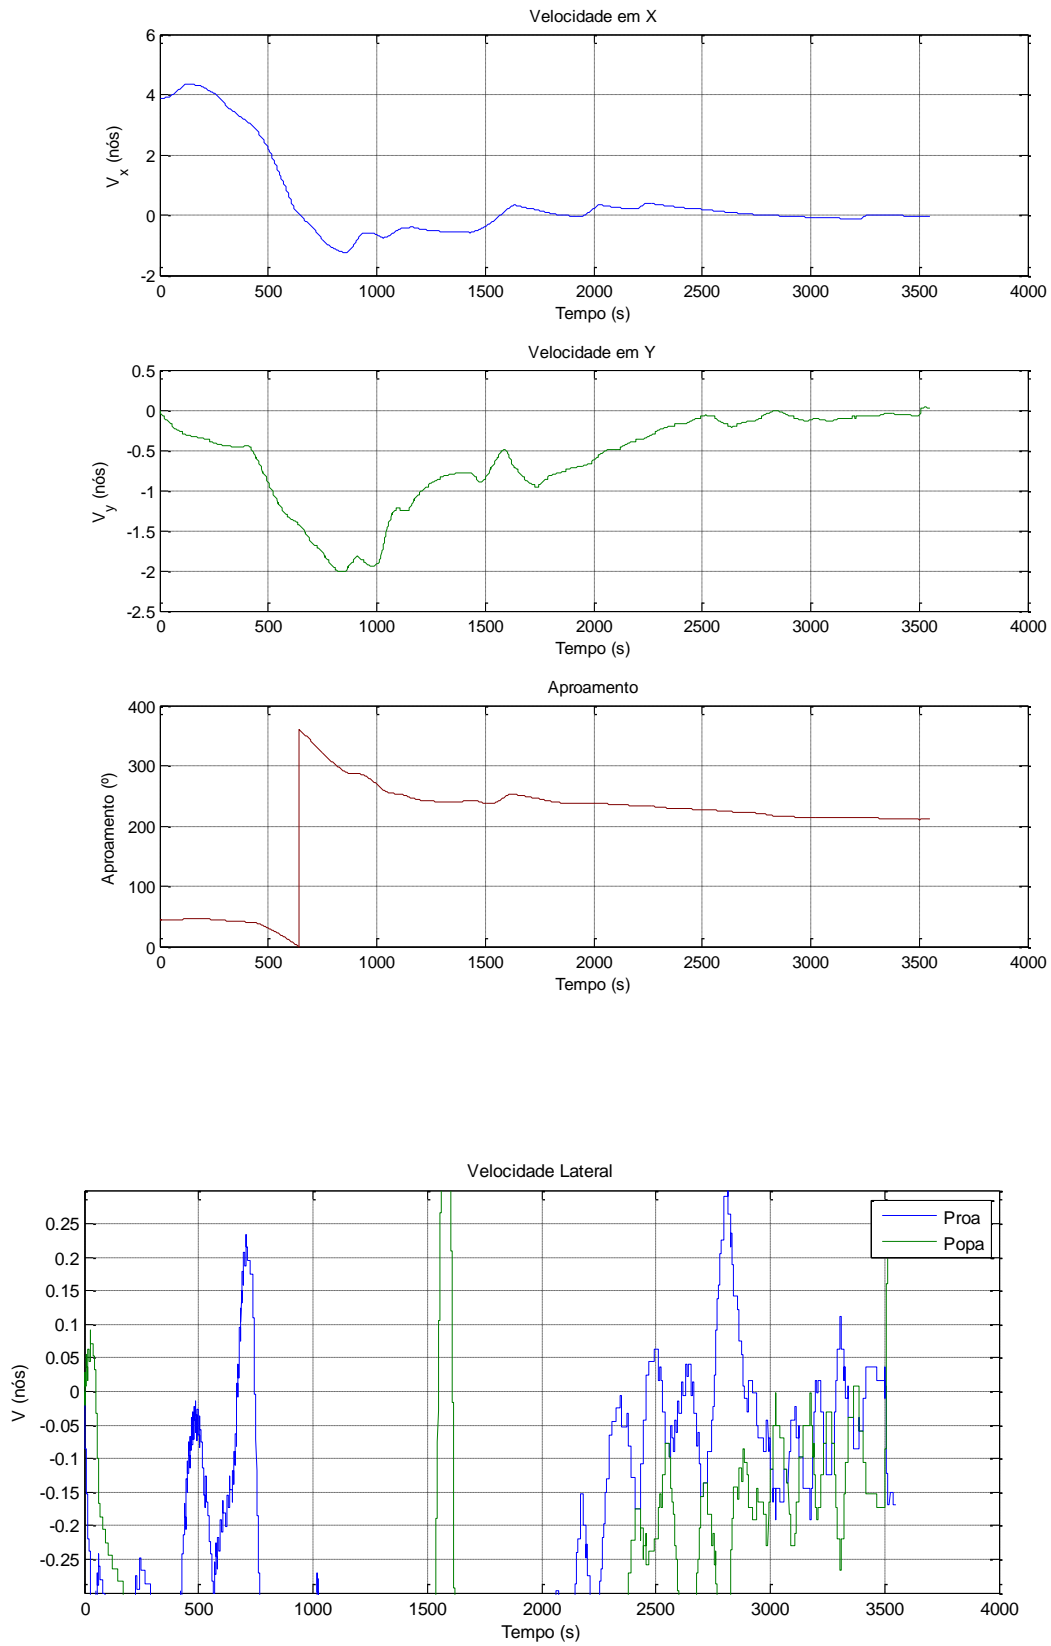 Velocidade em X
6
4
2
0
-2
V_x (nós)
0 500 1000 1500 2000 2500 3000 3500 4000
Tempo (s)
Velocidade em Y
0.5
0
-0.5
-1
-1.5
-2
-2.5
V_y (nós)
0 500 1000 1500 2000 2500 3000 3500 4000
Tempo (s)
Aproamento
400
300
200
100
0
Aproamento (º)
0 500 1000 1500 2000 2500 3000 3500 4000
Tempo (s)
Velocidade Lateral
0.25
0.2
0.15
0.1
0.05
0
-0.05
-0.1
-0.15
-0.2
-0.25
V (nós)
Proa
Popa
0 500 1000 1500 2000 2500 3000 3500 4000
Tempo (s)